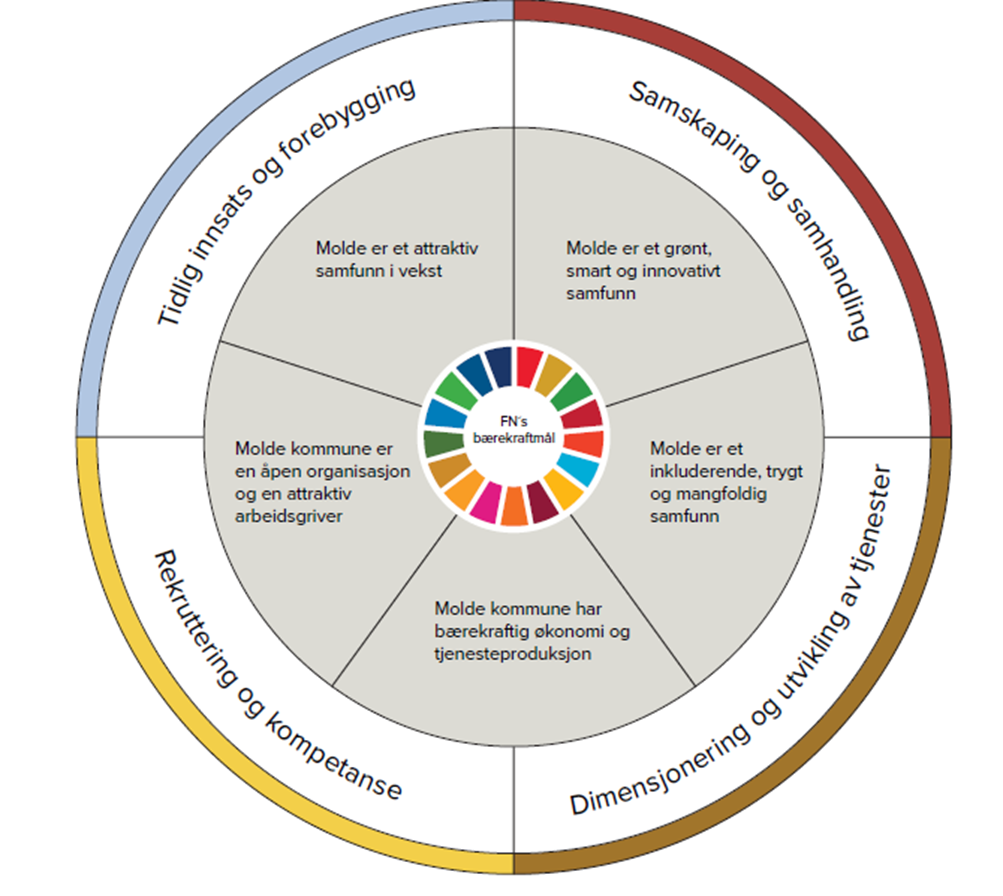 Tidlig innsats og forebygging
Samskaping og samhandling
Molde er et attraktiv
samfunn i vekst
Molde er et grønt,
smart og innovativt
samfunn
FN's
bærekraftmål
Molde kommune er
en åpen organisasjon
og en attraktiv
arbeidsgriver
Molde er et
inkluderende, trygt
og mangfoldig
samfunn
Molde kommune har
bærekraftig økonomi og
tjenesteproduksjon
Rekruttering og kompetanse
Dimensjonering og utvikling av tjenester